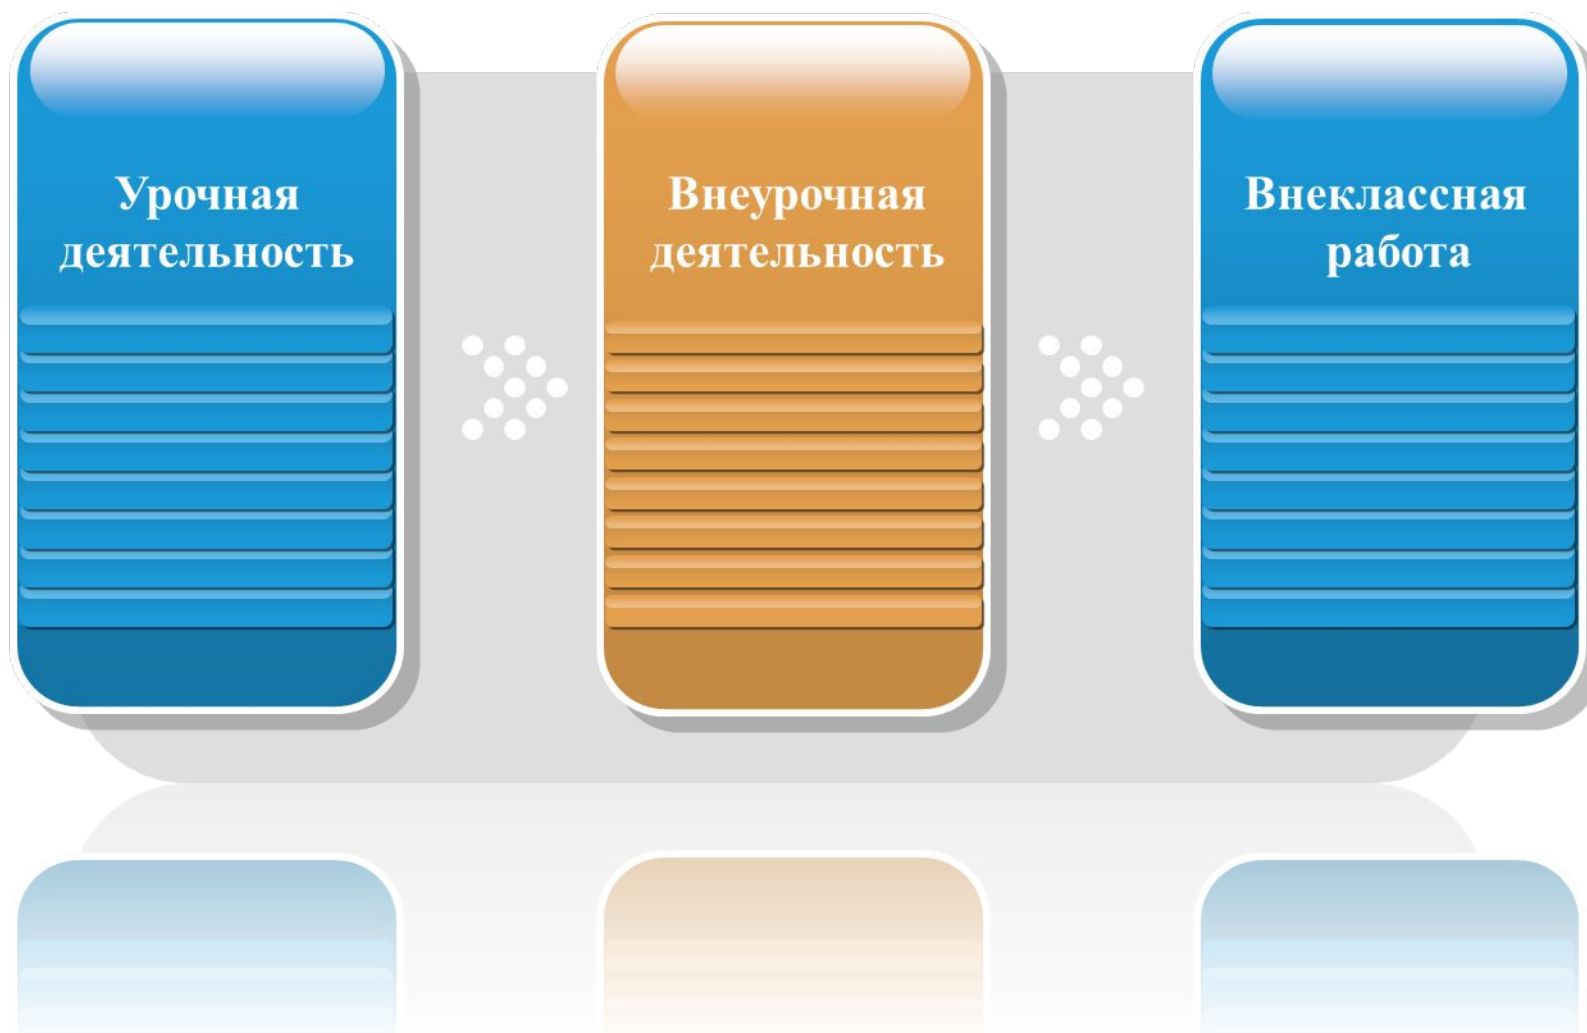 Урочная
деятельность
Внеурочная
деятельность
Внеклассная
работа